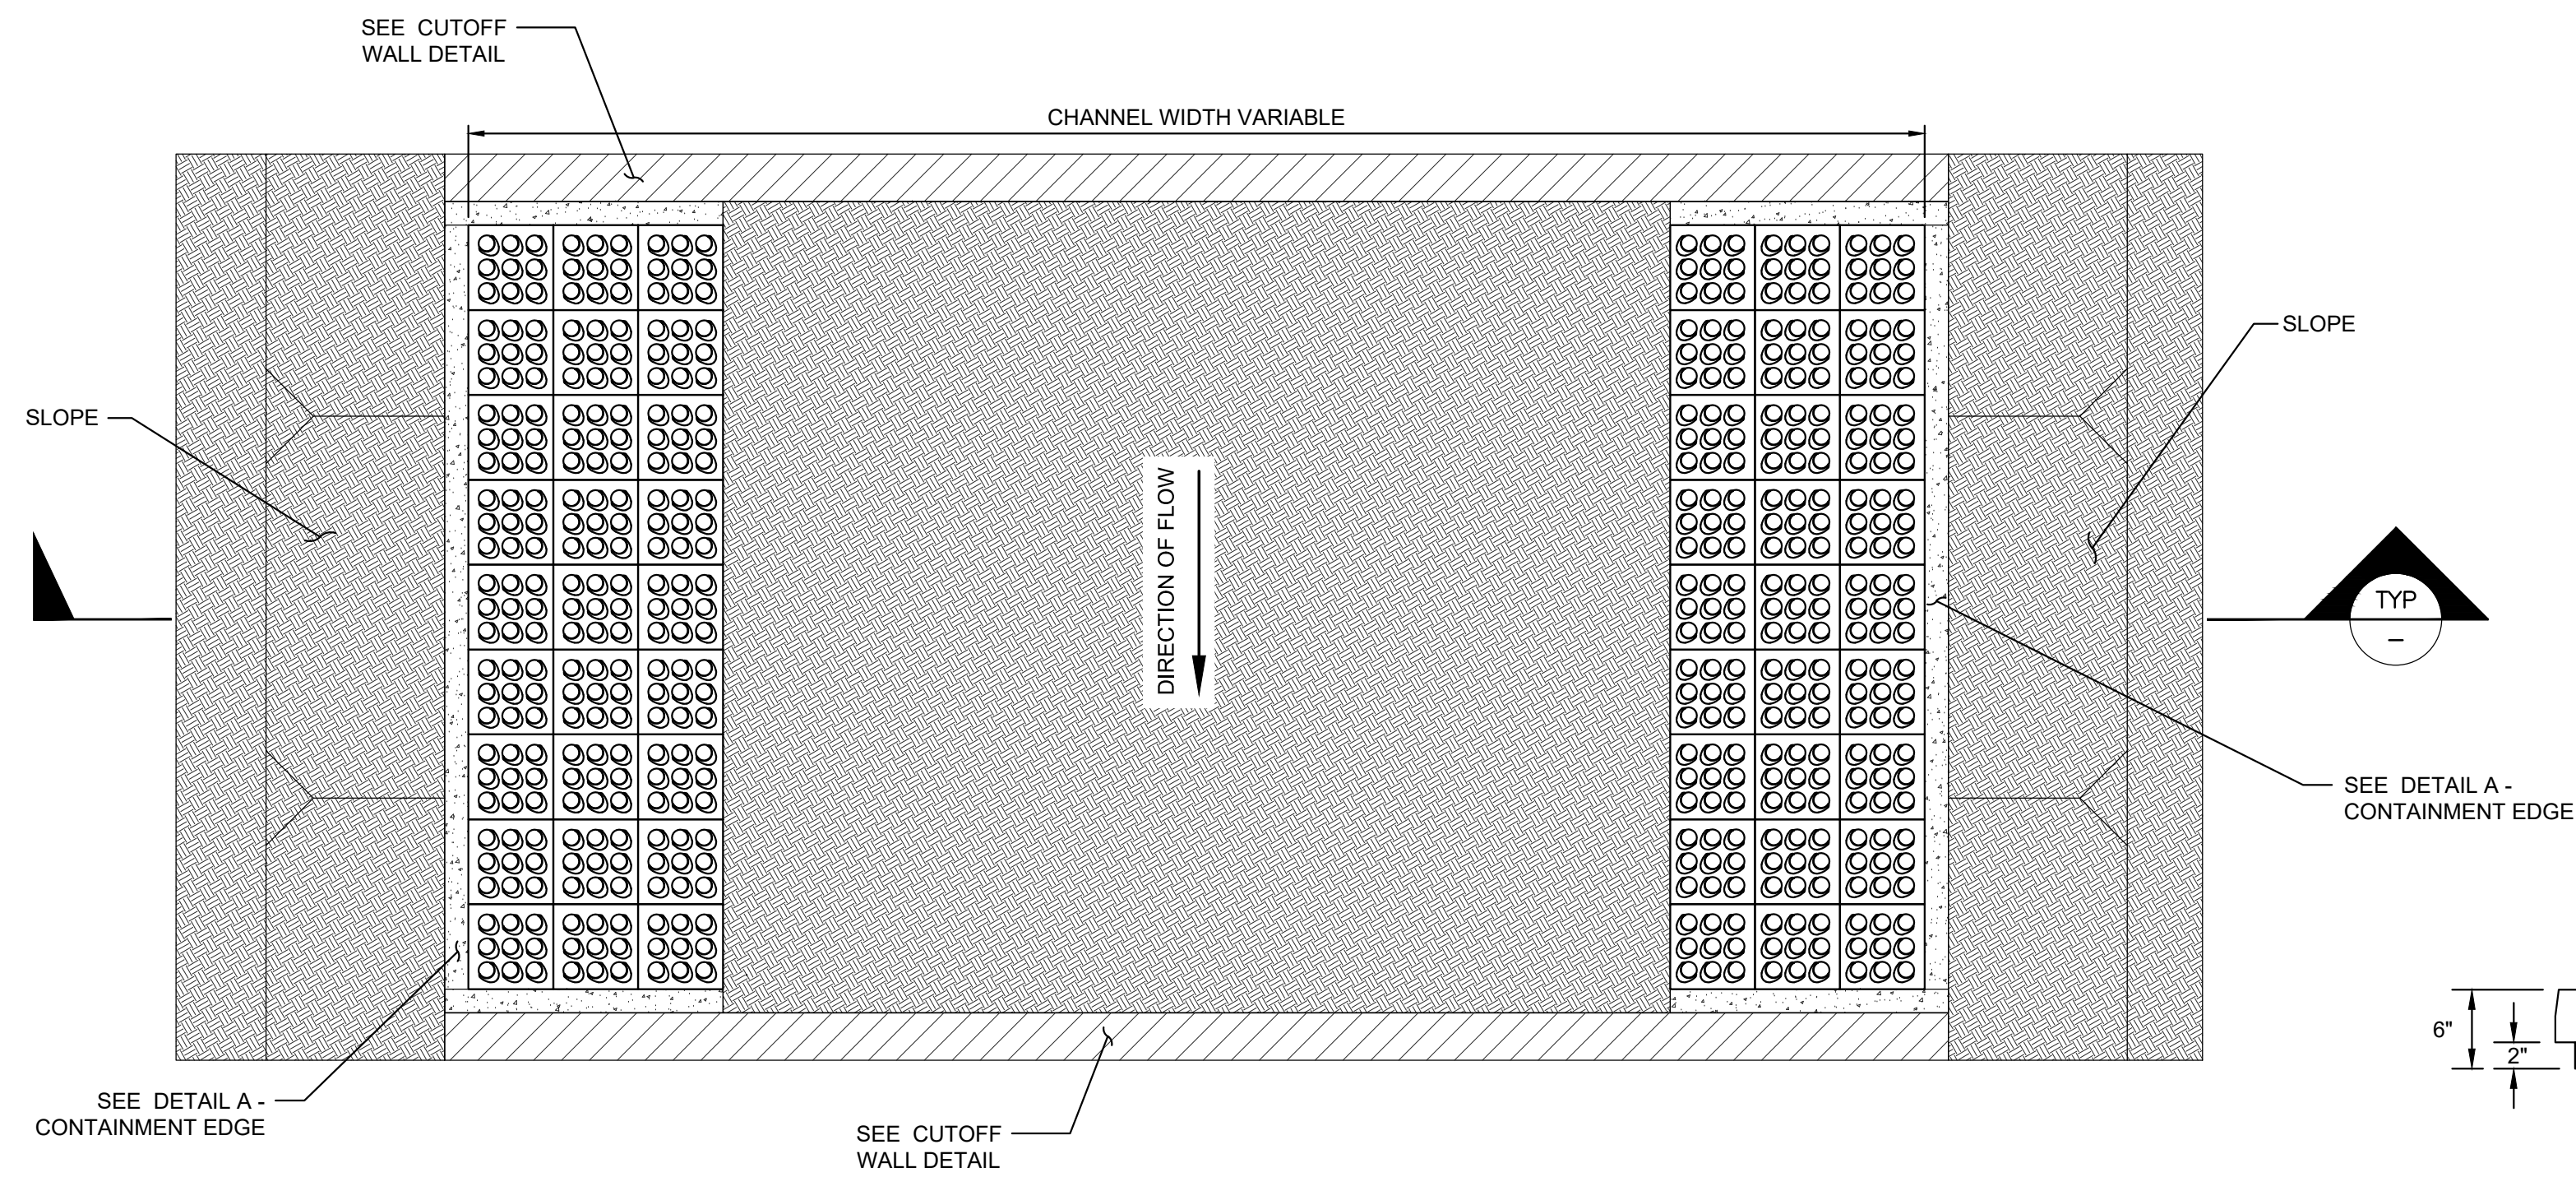 SEE CUTOFF
WALL DETAIL
CHANNEL WIDTH VARIABLE
SLOPE
SLOPE
DIRECTION OF FLOW
TYP
–
SEE DETAIL A -
CONTAINMENT EDGE
6"
2"
SEE DETAIL A -
CONTAINMENT EDGE
SEE CUTOFF
WALL DETAIL